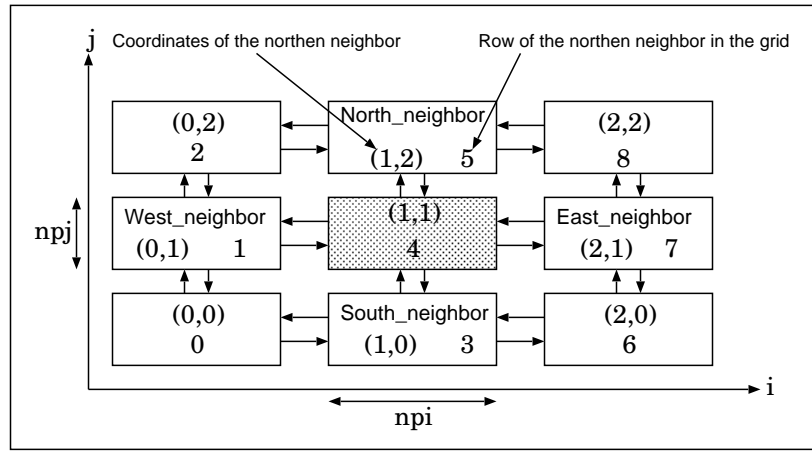 j
Coordinates of the northen neighbor
Row of the northen neighbor in the grid
(0,2)
2
North_neighbor
(1,2) 5
(2,2)
8
npj
West_neighbor
(0,1) 1
(1,1)
4
East_neighbor
(2,1) 7
(0,0)
0
South_neighbor
(1,0) 3
(2,0)
6
i
npi